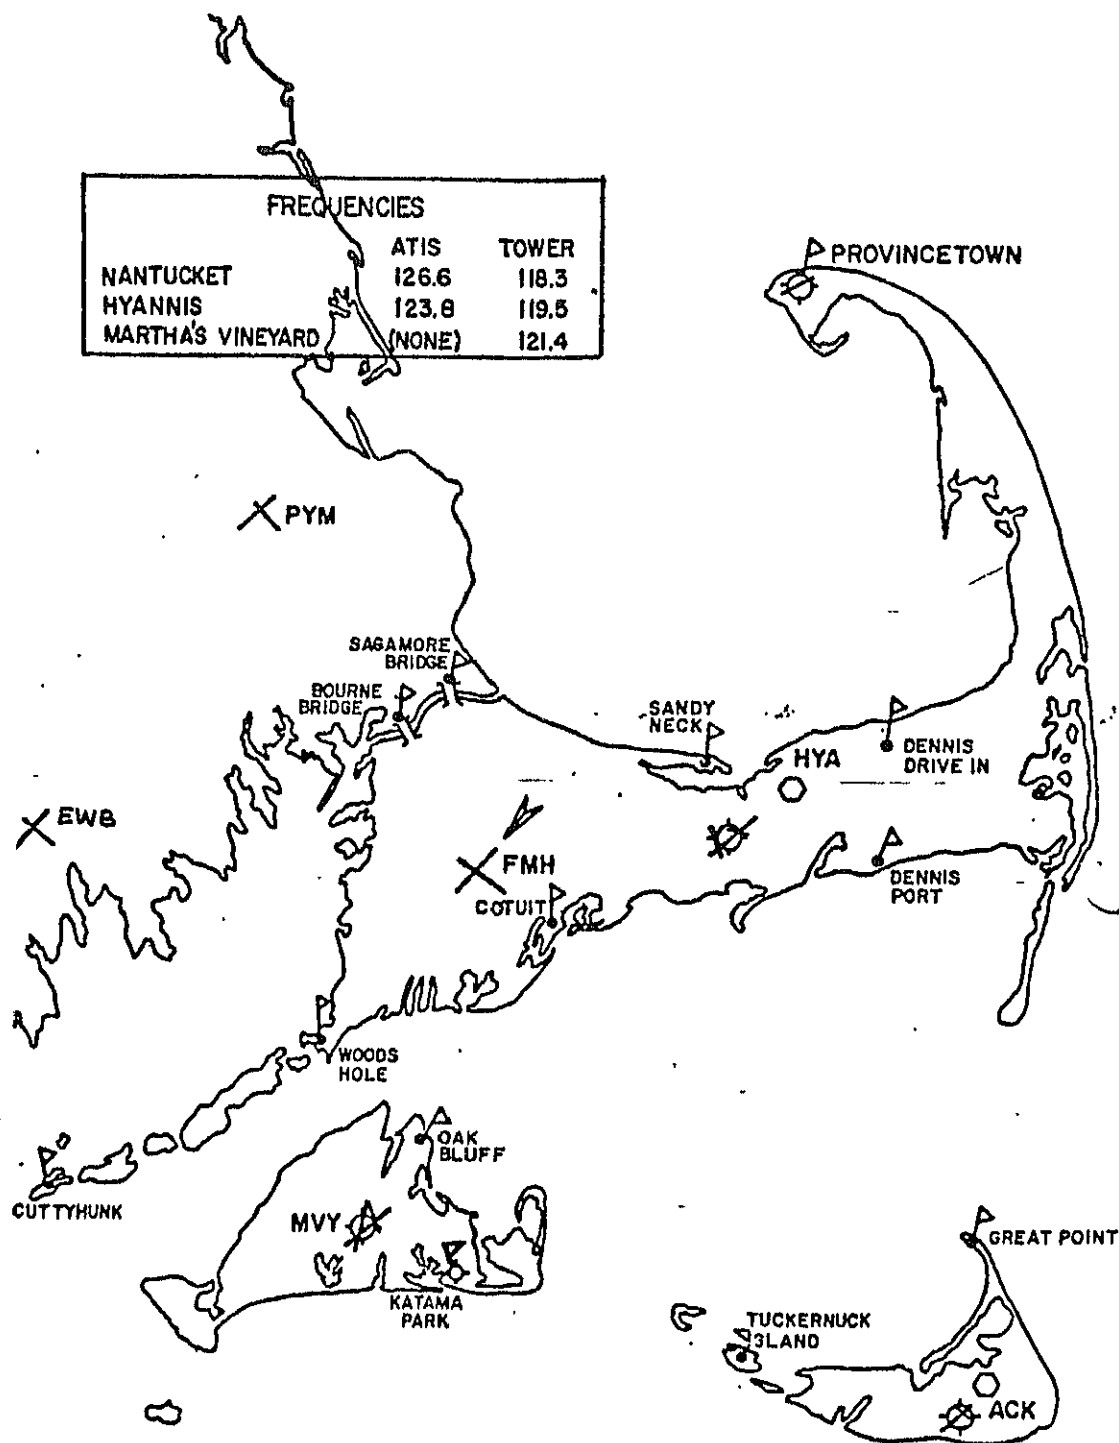 FREQUENCIES
ATIS TOWER
NANTUCKET 126.6 118.3
HYANNIS 123.8 119.5
MARTHA'S VINEYARD (NONE) 121.4
PROVINCETOWN
PYM
SAGAMORE
BRIDGE
BOURNE
BRIDGE
SANDY
NECK
HYA
DENNIS
DRIVE IN
EWB
FMH
COTUIT
DENNIS
PORT
WOODS
HOLE
OAK
BLUFF
CUTTYHUNK
MVY
KATAMA
PARK
GREAT POINT
TUCKERNUCK
3LAND
ACK